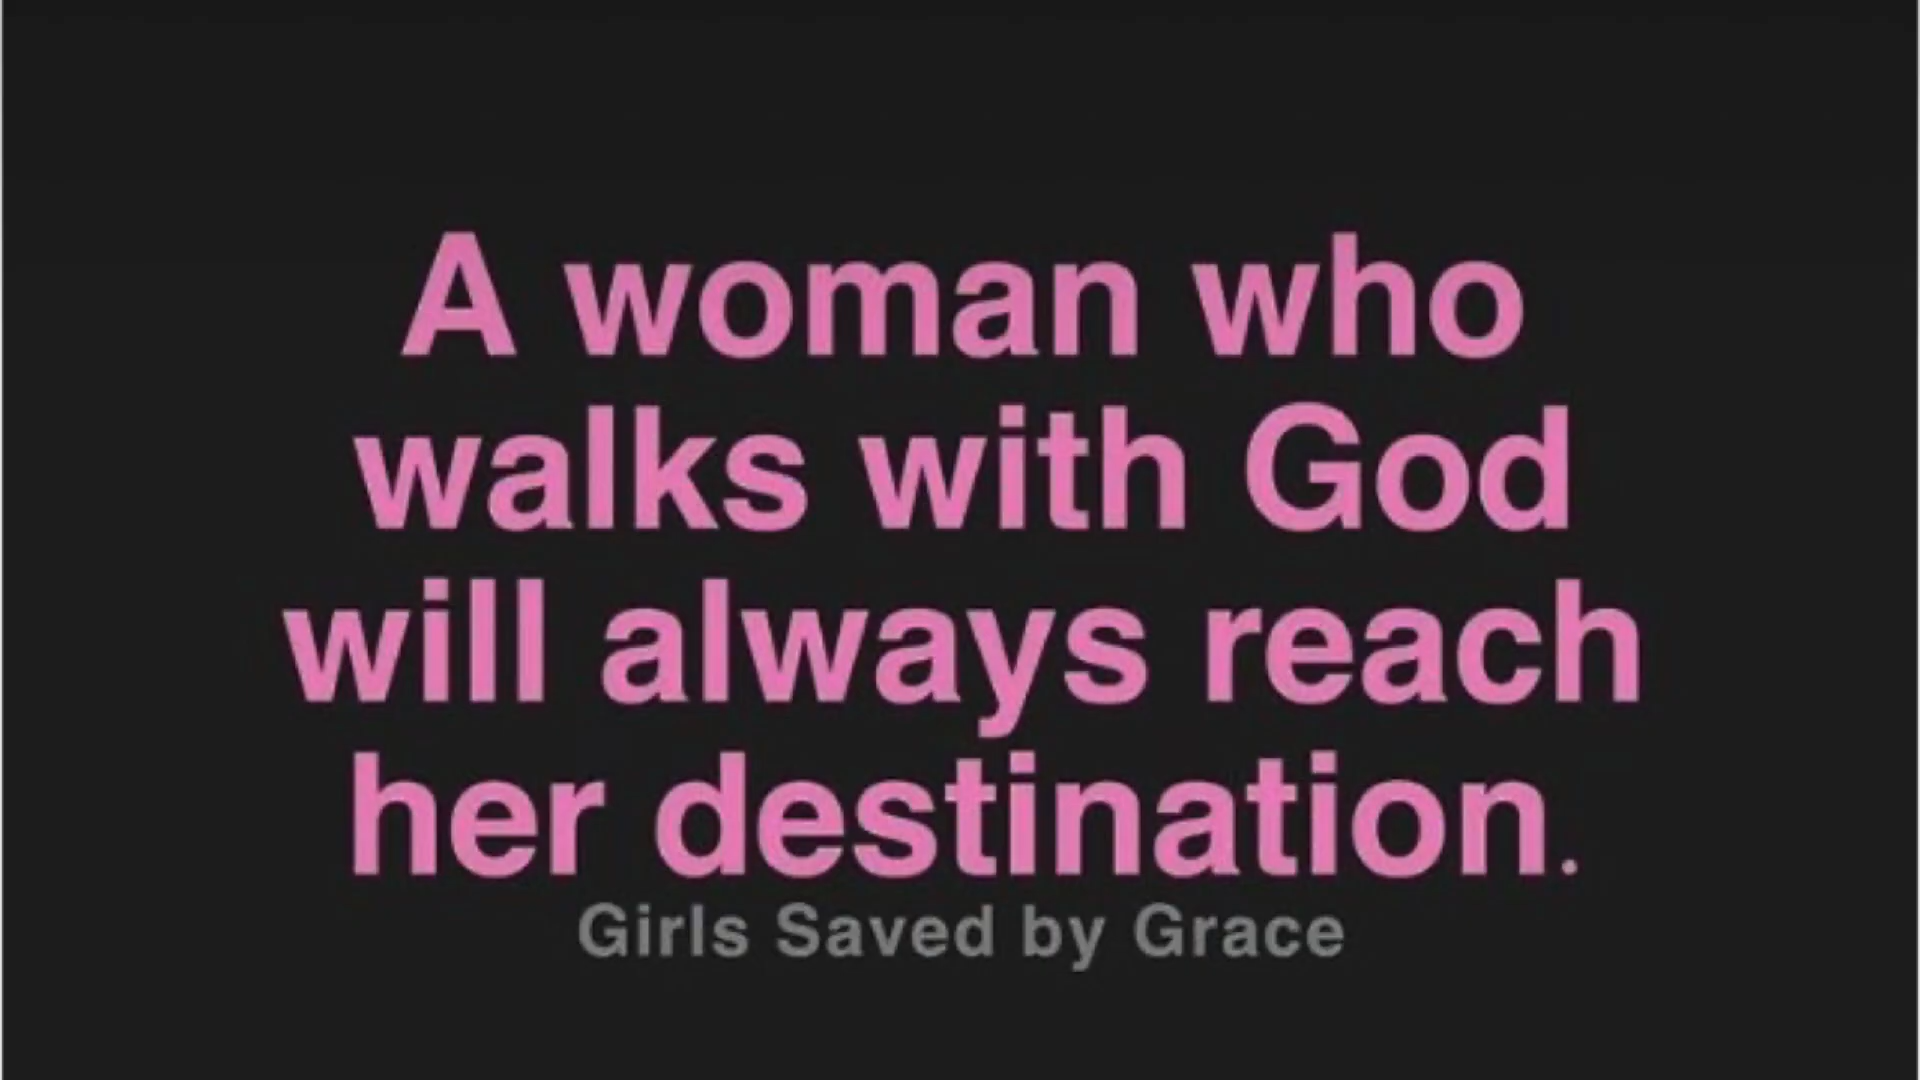 A woman who
walks with God
will always reach
her destination.
Girls Saved by Grace